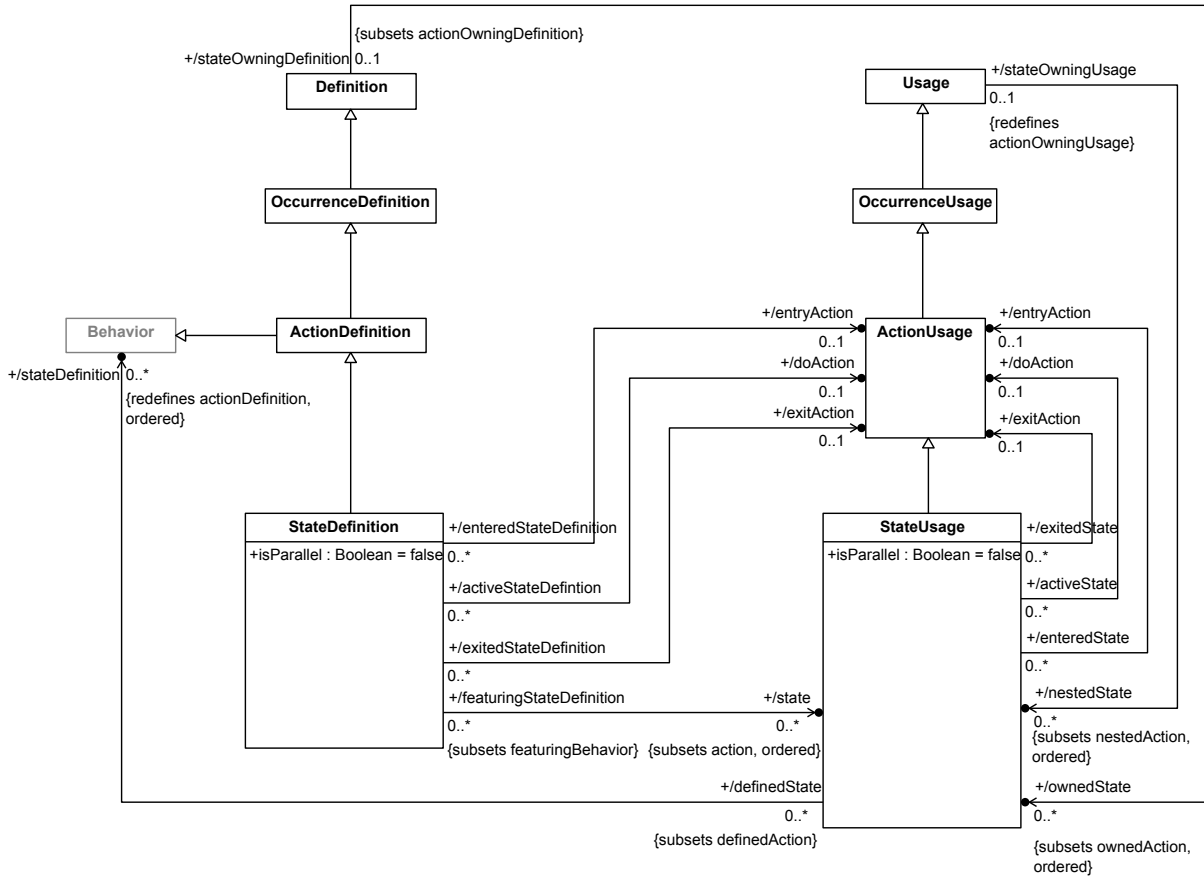 {subsets actionOwningDefinition}
+/stateOwningDefinition 0..1
Definition
Usage
+/stateOwningUsage
0..1
{redefines
actionOwningUsage}
OccurrenceDefinition
OccurrenceUsage
Behavior
ActionDefinition
+/stateDefinition 0..*
{redefines actionDefinition,
ordered}
+/entryAction
0..1
+/doAction
0..1
+/exitAction
0..1
ActionUsage
+/entryAction
0..1
+/doAction
0..1
+/exitAction
0..1
StateDefinition
+isParallel : Boolean = false
+/enteredStateDefinition
0..*
+/activeStateDefintion
0..*
+/exitedStateDefinition
0..*
+/featuringStateDefinition
0..*
{subsets featuringBehavior}
+/state
0..*
{subsets action, ordered}
+/definedState
0..*
{subsets definedAction}
StateUsage
+isParallel : Boolean = false
+/exitedState
0..*
+/activeState
0..*
+/enteredState
0..*
+/nestedState
0..*
{subsets nestedAction,
ordered}
+/ownedState
0..*
{subsets ownedAction,
ordered}